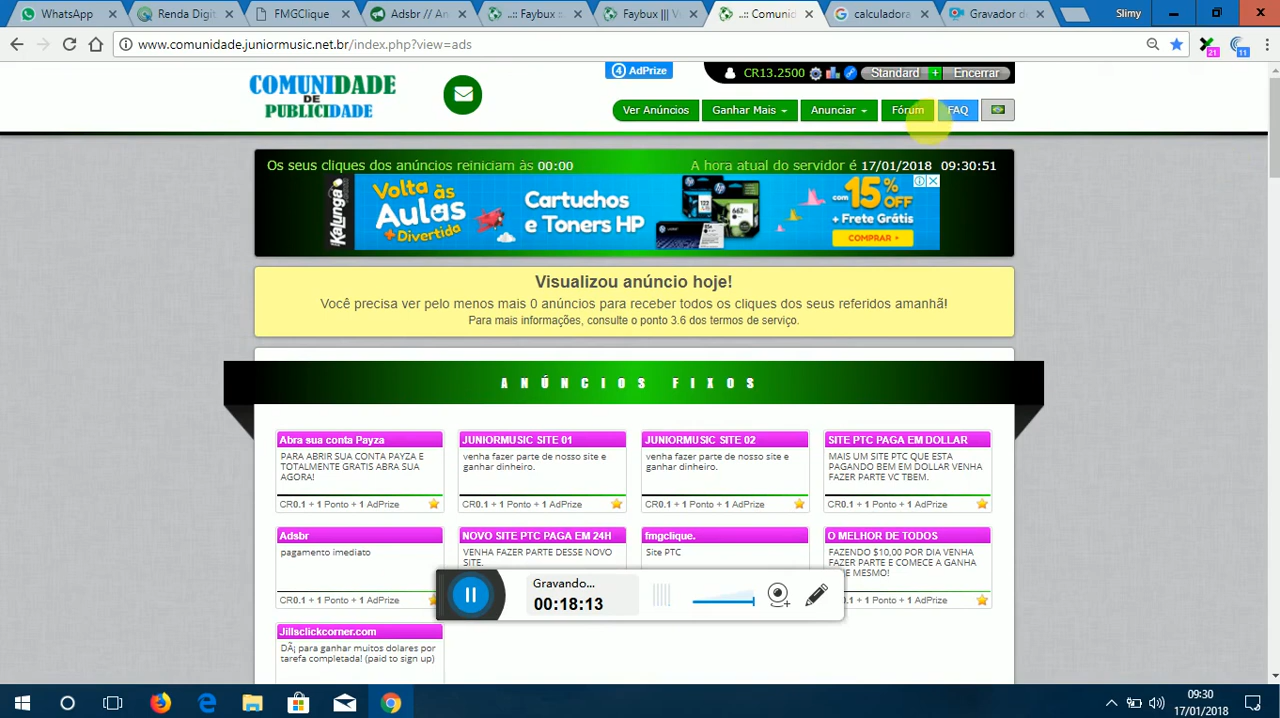 WhatsApp
Renda Digit
FMGClique
Adsbr // An
..:: Faybux ::.
Faybux ||| V
..:: Comunid
calculadora
Gravador de
Slimy
www.comunidade.juniormusic.net.br/index.php?view=ads
21
11
COMUNIDADE
DE
PUBLICIDADE
4 AdPrize
CR13.2500
Standard +
Encerrar
Ver Anúncios
Ganhar Mais
Anunciar
Fórum
FAQ
Os seus cliques dos anúncios reiniciam às 00:00
A hora atual do servidor é 17/01/2018 09:30:51
Kalunga
Volta às
Aulas
+ Divertida
Cartuchos
e Toners HP
122
662
com 15%
OFF
+ Frete Grátis
COMPRAR +
Visualizou anúncio hoje!
Você precisa ver pelo menos mais 0 anúncios para receber todos os cliques dos seus referidos amanhã!
Para mais informações, consulte o ponto 3.6 dos termos de serviço.
ANÚNCIOS FIXOS
Abra sua conta Payza
PARA ABRIR SUA CONTA PAYZA E
TOTALMENTE GRATIS ABRA SUA
AGORA!
CR0.1 + 1 Ponto + 1 AdPrize
JUNIORMUSIC SITE 01
venha fazer parte de nosso site e
ganhar dinheiro.
CR0.1 + 1 Ponto + 1 AdPrize
JUNIORMUSIC SITE 02
venha fazer parte de nosso site e
ganhar dinheiro.
CR0.1 + 1 Ponto + 1 AdPrize
SITE PTC PAGA EM DOLLAR
MAIS UM SITE PTC QUE ESTA
PAGANDO BEM EM DOLLAR VENHA
FAZER PARTE VC TBEM.
CR0.1 + 1 Ponto + 1 AdPrize
Adsbr
pagamento imediato
CR0.1 + 1 Ponto + 1 AdPrize
NOVO SITE PTC PAGA EM 24H
VENHA FAZER PARTE DESSE NOVO
SITE.
fmgclique.
Site PTC
O MELHOR DE TODOS
FAZENDO $10,00 POR DIA VENHA
FAZER PARTE E COMECE A GANHA
E MESMO!
CR0.1 + 1 Ponto + 1 AdPrize
Jillsclickcorner.com
DÃ¡ para ganhar muitos dolares por
tarefa completada! (paid to sign up)
Gravando...
00:18:13
09:30
17/01/2018